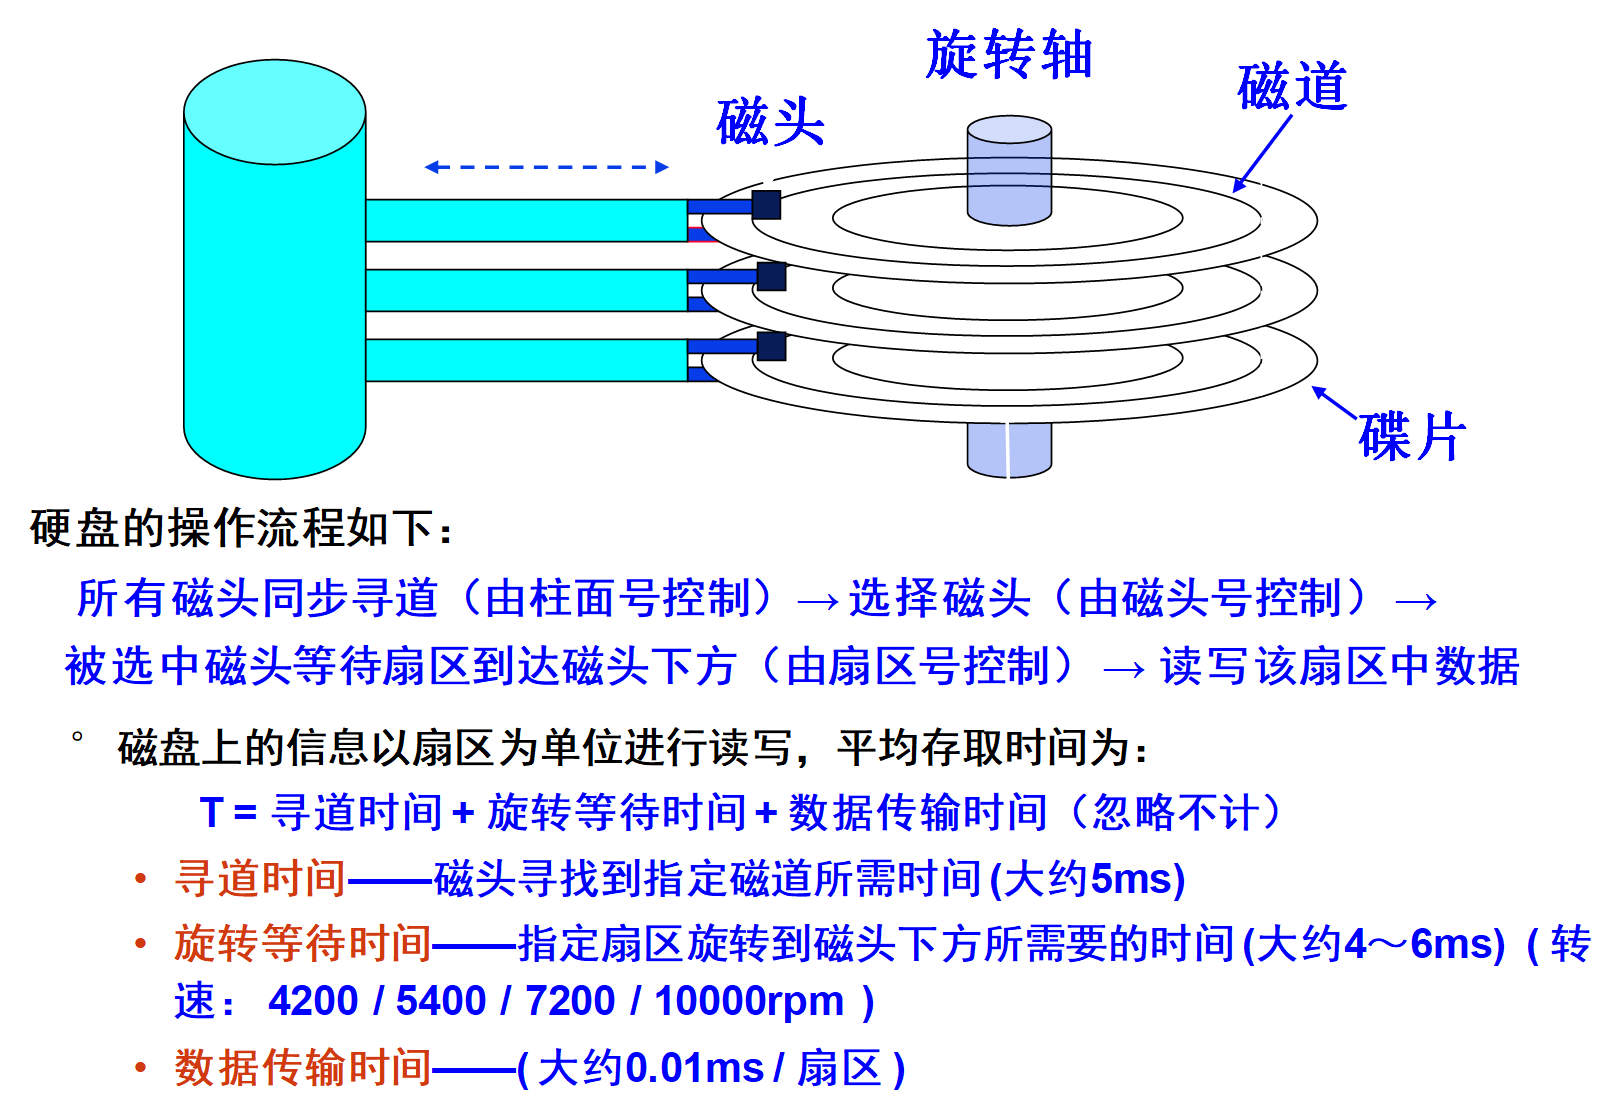 旋转轴
磁道
磁头
碟片
硬盘的操作流程如下：
所有磁头同步寻道（由柱面号控制）→选择磁头（由磁头号控制）→
被选中磁头等待扇区到达磁头下方（由扇区号控制）→ 读写该扇区中数据
° 磁盘上的信息以扇区为单位进行读写，平均存取时间为：
T = 寻道时间 + 旋转等待时间 + 数据传输时间（忽略不计）
• 寻道时间——磁头寻找到指定磁道所需时间 (大约5ms)
• 旋转等待时间——指定扇区旋转到磁头下方所需要的时间 (大约4～6ms) ( 转
速： 4200 / 5400 / 7200 / 10000rpm )
• 数据传输时间——( 大约0.01ms / 扇区 )